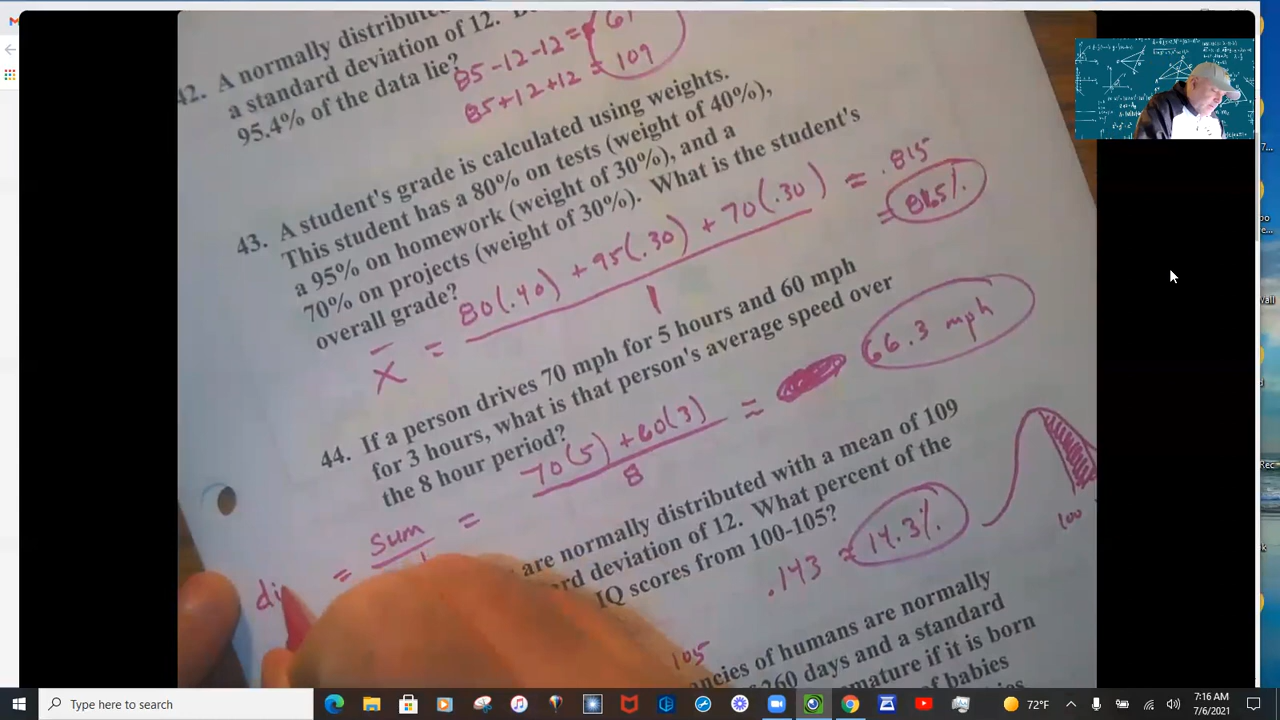 42. A normally distribute
a standard deviation of 12.
95.4% of the data lie?
85-12-12 =
85+12+12 = 109
43. A student's grade is calculated using weights.
This student has a 80% on tests (weight of 40%),
a 95% on homework (weight of 30%), and a
70% on projects (weight of 30%). What is the student's
overall grade?
x̄ = 80(.40) + 95(.30) + 70(.30) = .815
1
44. If a person drives 70 mph for 5 hours and 60 mph
for 3 hours, what is that person's average speed over
the 8 hour period?
70(5) + 60(3) = 66.3 mph
8
sum =
di =
are normally distributed with a mean of 109
rd deviation of 12. What percent of the
IQ scores from 100-105?
.143 = 14.3%
100
105
ancies of humans are normally
260 days and a standard
mature if it is born
of babies
Type here to search
72°F
7:16 AM
7/6/2021